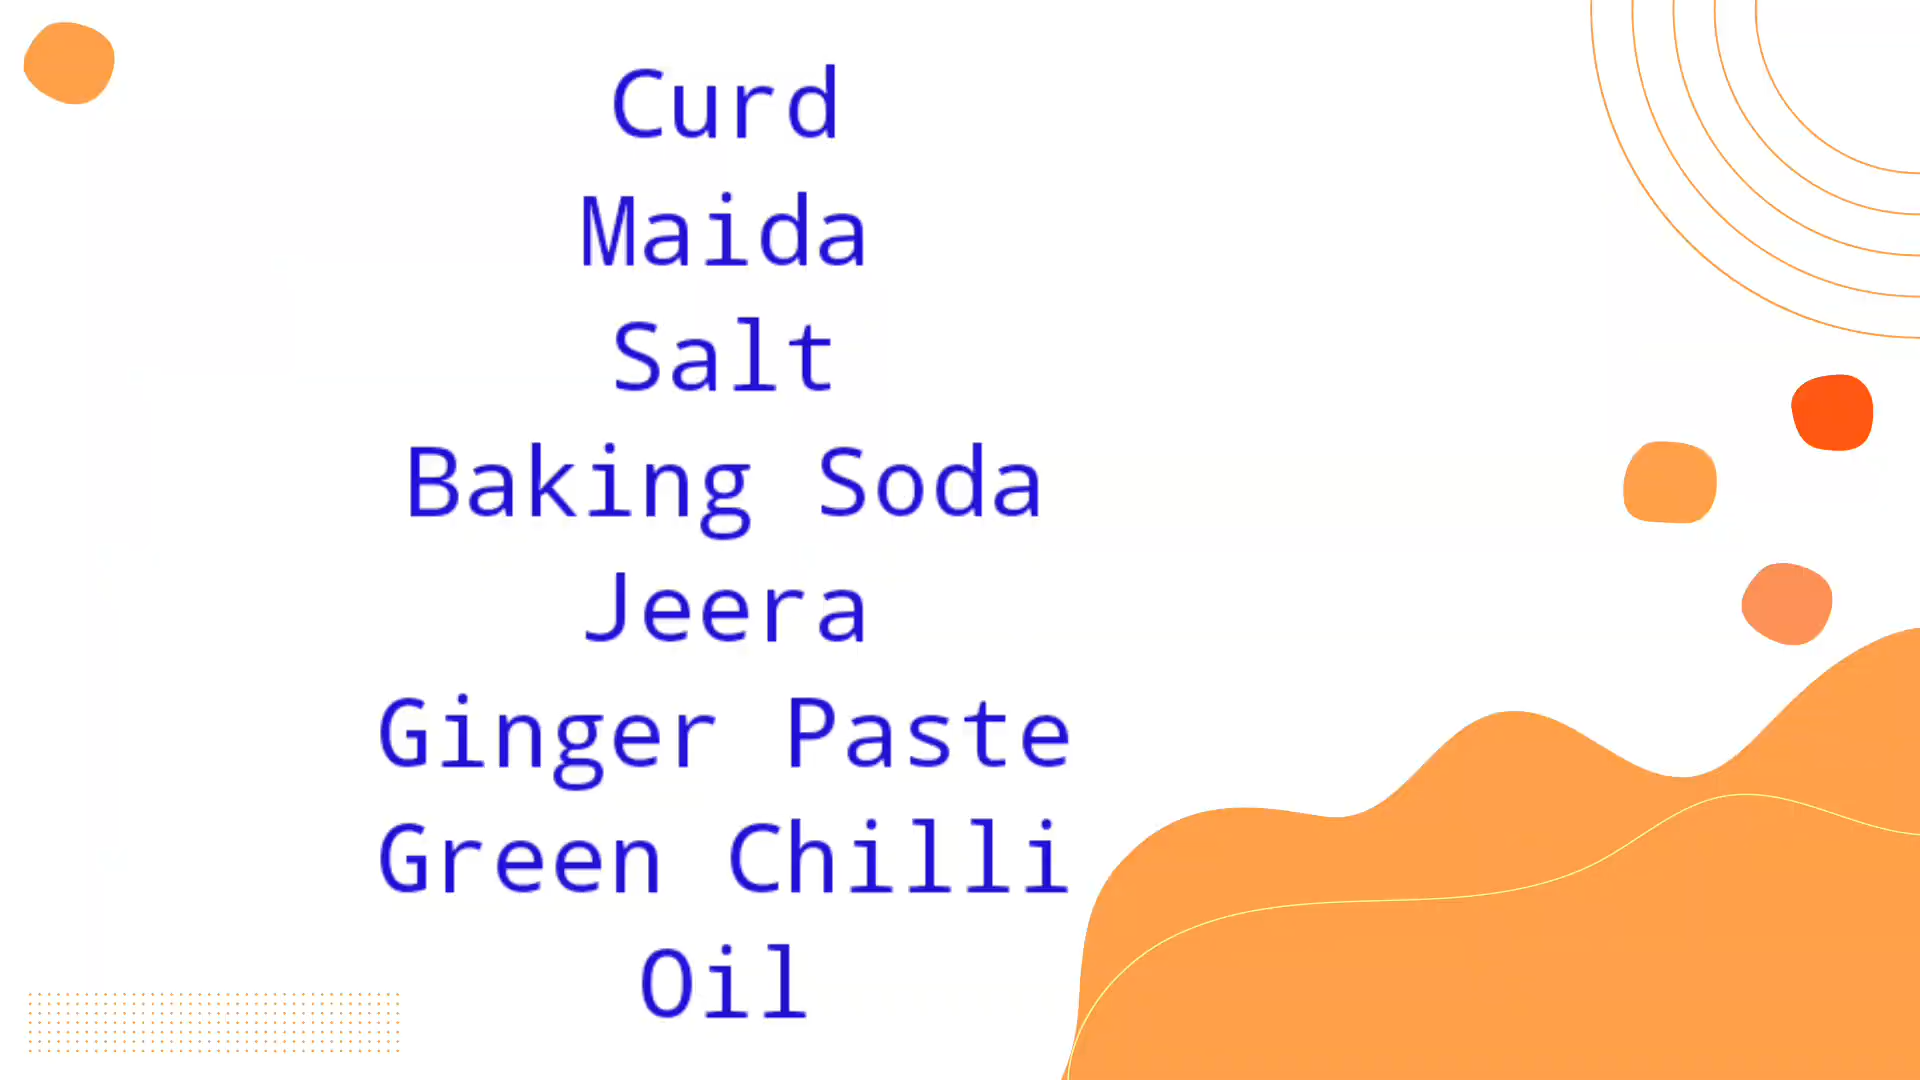 Curd
Maida
Salt
Baking Soda
Jeera
Ginger Paste
Green Chilli
Oil